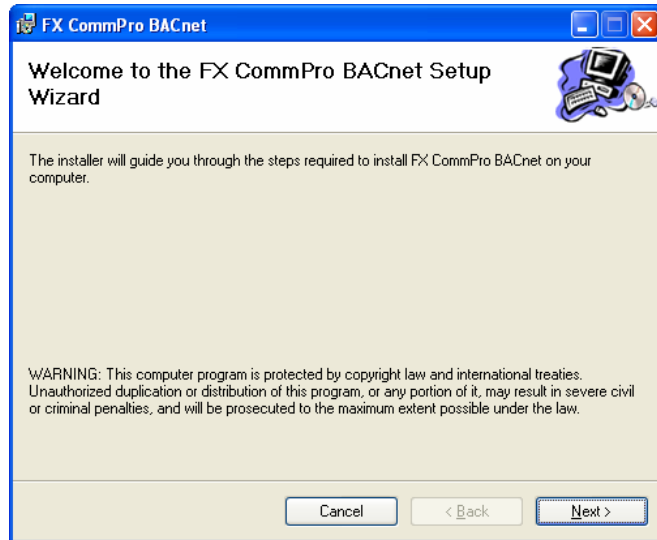 FX CommPro BACnet
Welcome to the FX CommPro BACnet Setup
Wizard
The installer will guide you through the steps required to install FX CommPro BACnet on your
computer.
WARNING: This computer program is protected by copyright law and international treaties.
Unauthorized duplication or distribution of this program, or any portion of it, may result in severe civil
or criminal penalties, and will be prosecuted to the maximum extent possible under the law.
Cancel
< Back
Next >